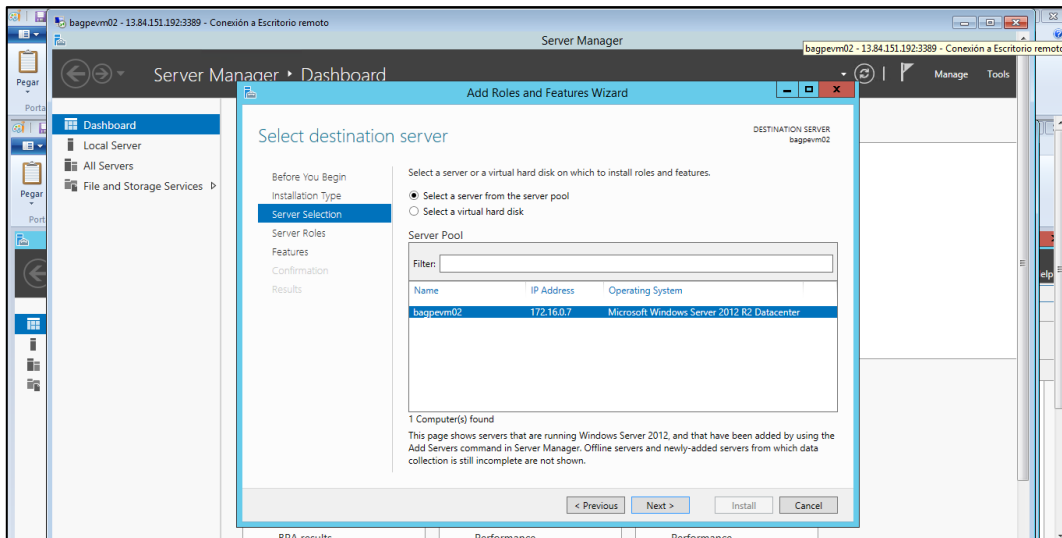 bagpevm02 - 13.84.151.192:3389 - Conexión a Escritorio remoto
Server Manager
bagpevm02 - 13.84.151.192:3389 - Conexión a Escritorio remoto
Pegar
Server Manager • Dashboard
Manage Tools
Add Roles and Features Wizard
Porta
Dashboard
Local Server
All Servers
File and Storage Services
Pegar
Port
Select destination server
DESTINATION SERVER
bagpevm02
Before You Begin
Installation Type
Server Selection
Server Roles
Features
Confirmation
Results
Select a server or a virtual hard disk on which to install roles and features.
Select a server from the server pool
Select a virtual hard disk
Server Pool
Filter:
Name IP Address Operating System
bagpevm02 172.16.0.7 Microsoft Windows Server 2012 R2 Datacenter
1 Computer(s) found
This page shows servers that are running Windows Server 2012, and that have been added by using the
Add Servers command in Server Manager. Offline servers and newly-added servers from which data
collection is still incomplete are not shown.
< Previous Next > Install Cancel
elp
BPA results Performance Performance